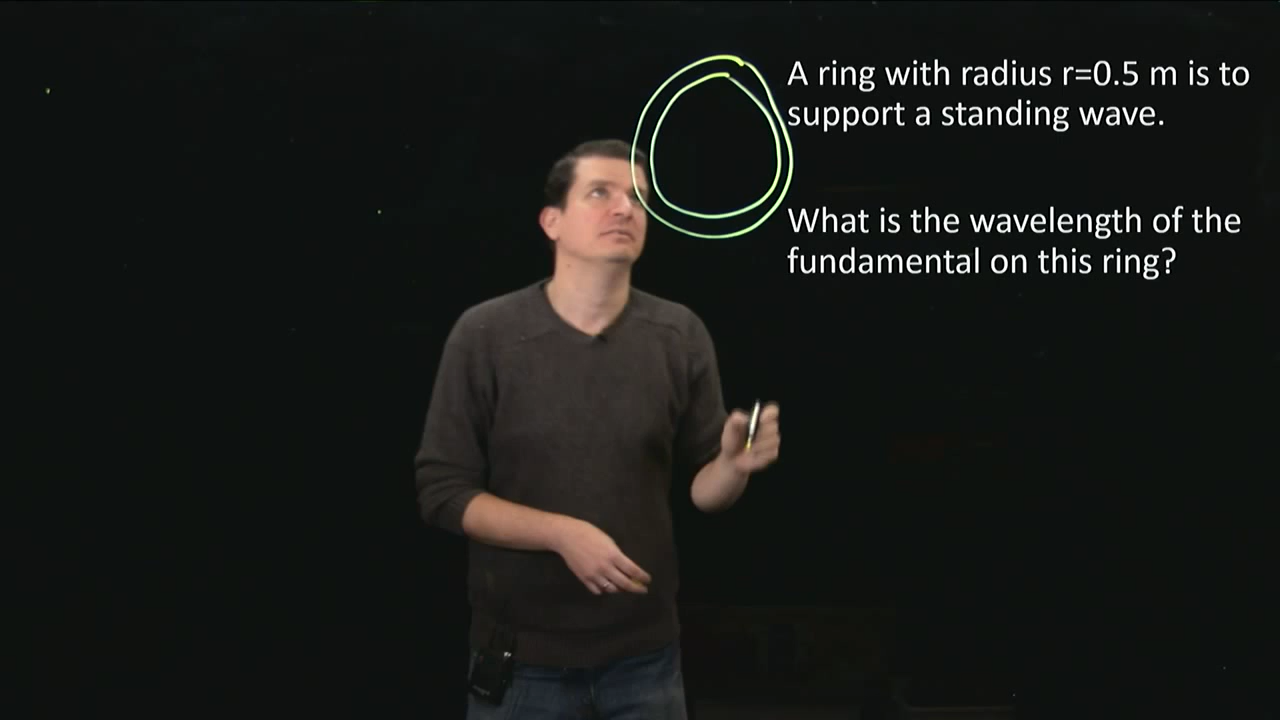 A ring with radius r=0.5 m is to
support a standing wave.
What is the wavelength of the
fundamental on this ring?